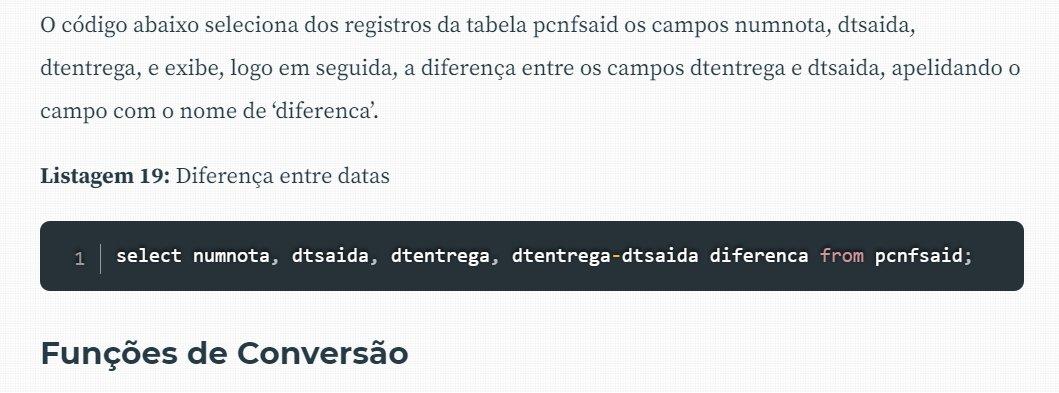 O código abaixo seleciona dos registros da tabela pcnfsaid os campos numnota, dtsaida,
dtentrega, e exibe, logo em seguida, a diferença entre os campos dtentrega e dtsaida, apelidando o
campo com o nome de ‘diferenca’.
Listagem 19: Diferença entre datas
1 select numnota, dtsaida, dtentrega, dtentrega-dtsaida diferenca from pcnfsaid;
Funções de Conversão